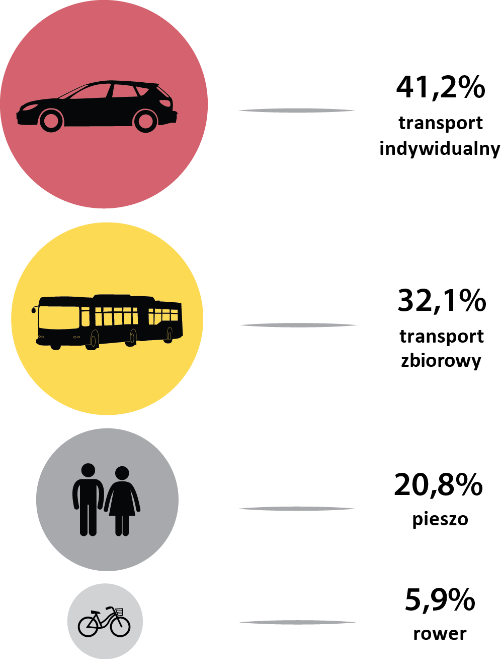 41,2%
transport
indywidualny
32,1%
transport
zbiorowy
20,8%
pieszo
5,9%
rower